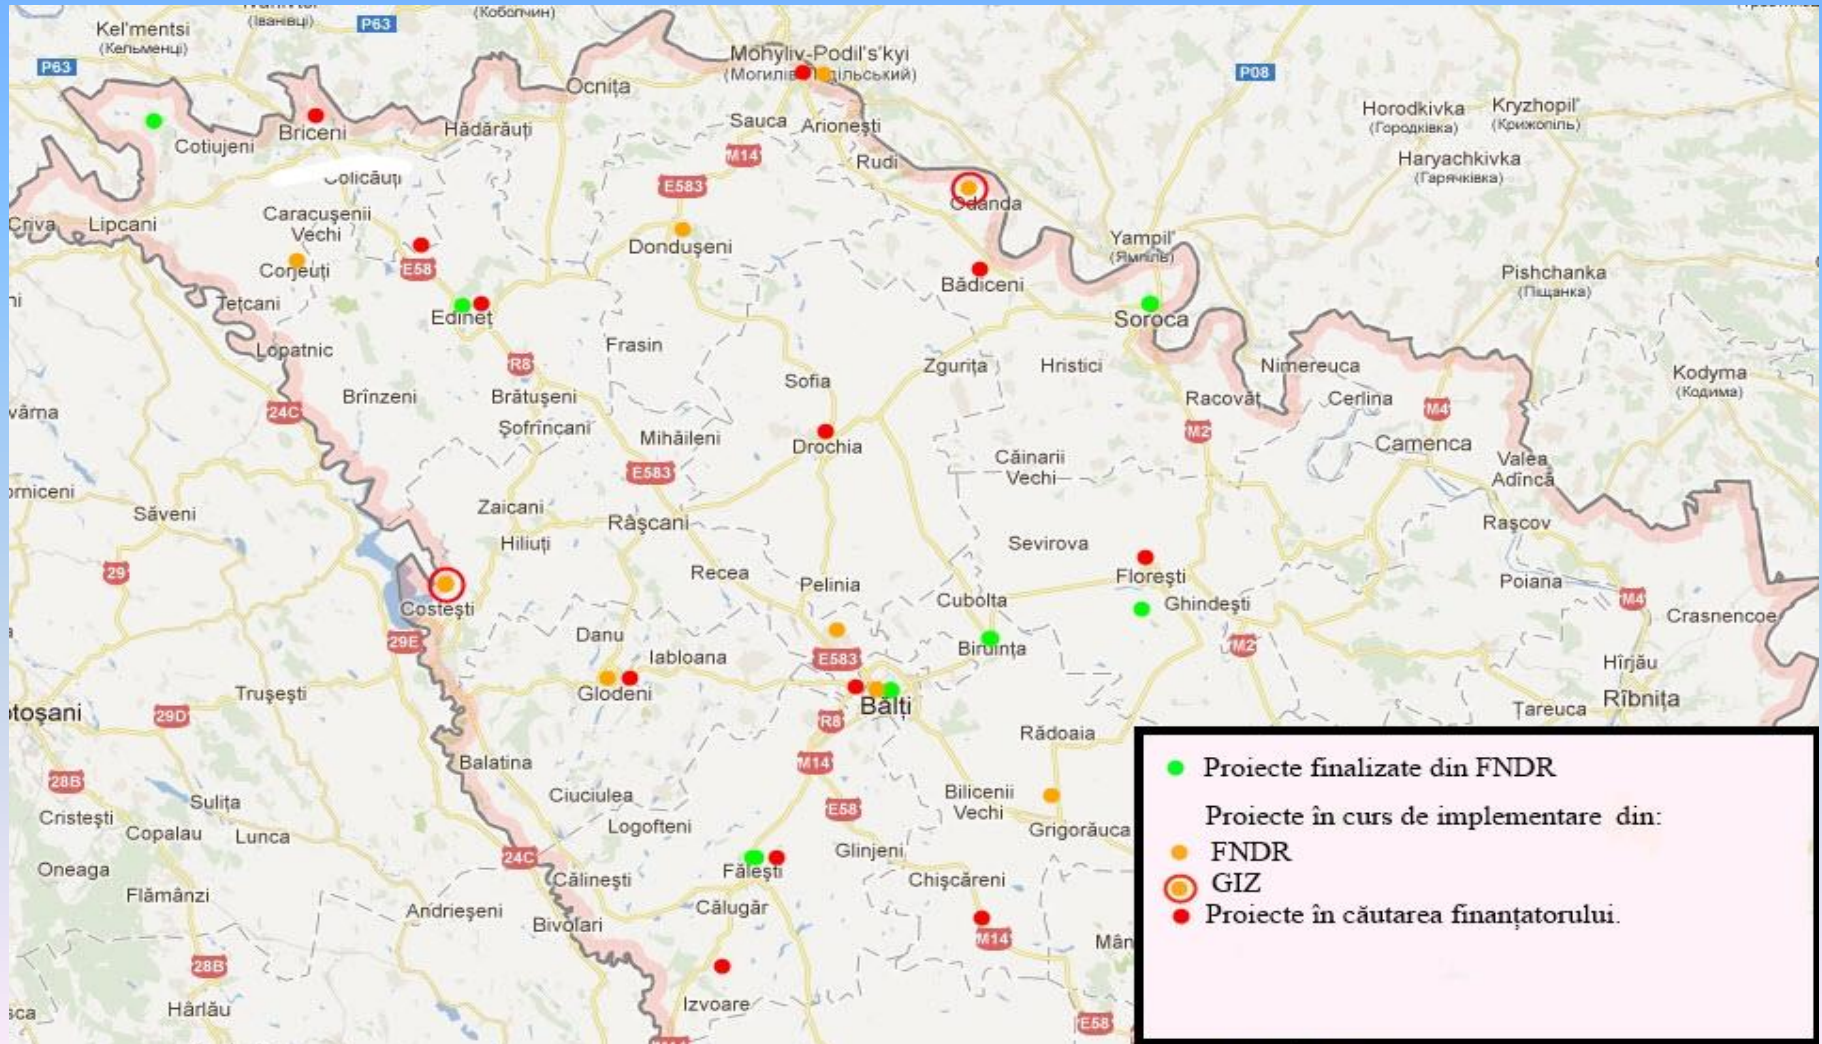 Kel'mentsi
(Кельменці)
(Іванівці)
P63
(Коболчин)
P63
Mohyliv-Podil's'kyi
P08
Horodkivka
(Городківка)
Kryzhopil'
(Крижопіль)
Haryachkivka
(Гарячківка)
Ocnița
Briceni
Cotiujeni
Hădărăuți
Sauca
Arionești
M14
Rudi
Colicăuți
E583
Criva
Lipcani
Caracușenii
Vechi
Corjeuți
E58
Dondușeni
Yampil'
(Ямпіль)
Bădiceni
Pishchanka
(Піщанка)
Tețcani
Edineț
Soroca
Lopatnic
R8
Frasin
Zgurița
Hristici
Nimereuca
Kodyma
(Кодима)
Sofia
Brînzeni
Brătușeni
Racovăț
Cerlina
24C
M4
Șofrîncani
Mihăileni
Drochia
M2
Camenca
E583
Căinarii
Vechi
Valea
Adîncă
Săveni
Zaicani
Râșcani
Rașcov
Hiliuți
Sevirova
29
Recea
Pelinia
Florești
Poiana
Costești
Cubolta
Ghindești
M4
Crasnencoe
29E
Danu
Iabloana
E583
Biruința
M2
Hîrjău
Trușești
Glodeni
Bălți
Rîbnița
Țareuca
29D
R8
Rădoaia
Balatina
M14
28B
Sulița
Ciuciulea
E58
Bilicenii
Vechi
Cristești
Copalau
Lunca
Logofteni
Grigorăuca
Oneaga
24C
Glinjeni
Fălești
Flămânzi
Călinești
Chișcăreni
Andrieșeni
Bivolari
Călugăr
M14
28B
Hârlău
Izvoare
E58
Proiecte finalizate din FNDR
Proiecte în curs de implementare din:
FNDR
GIZ
Proiecte în căutarea finanțatorului.